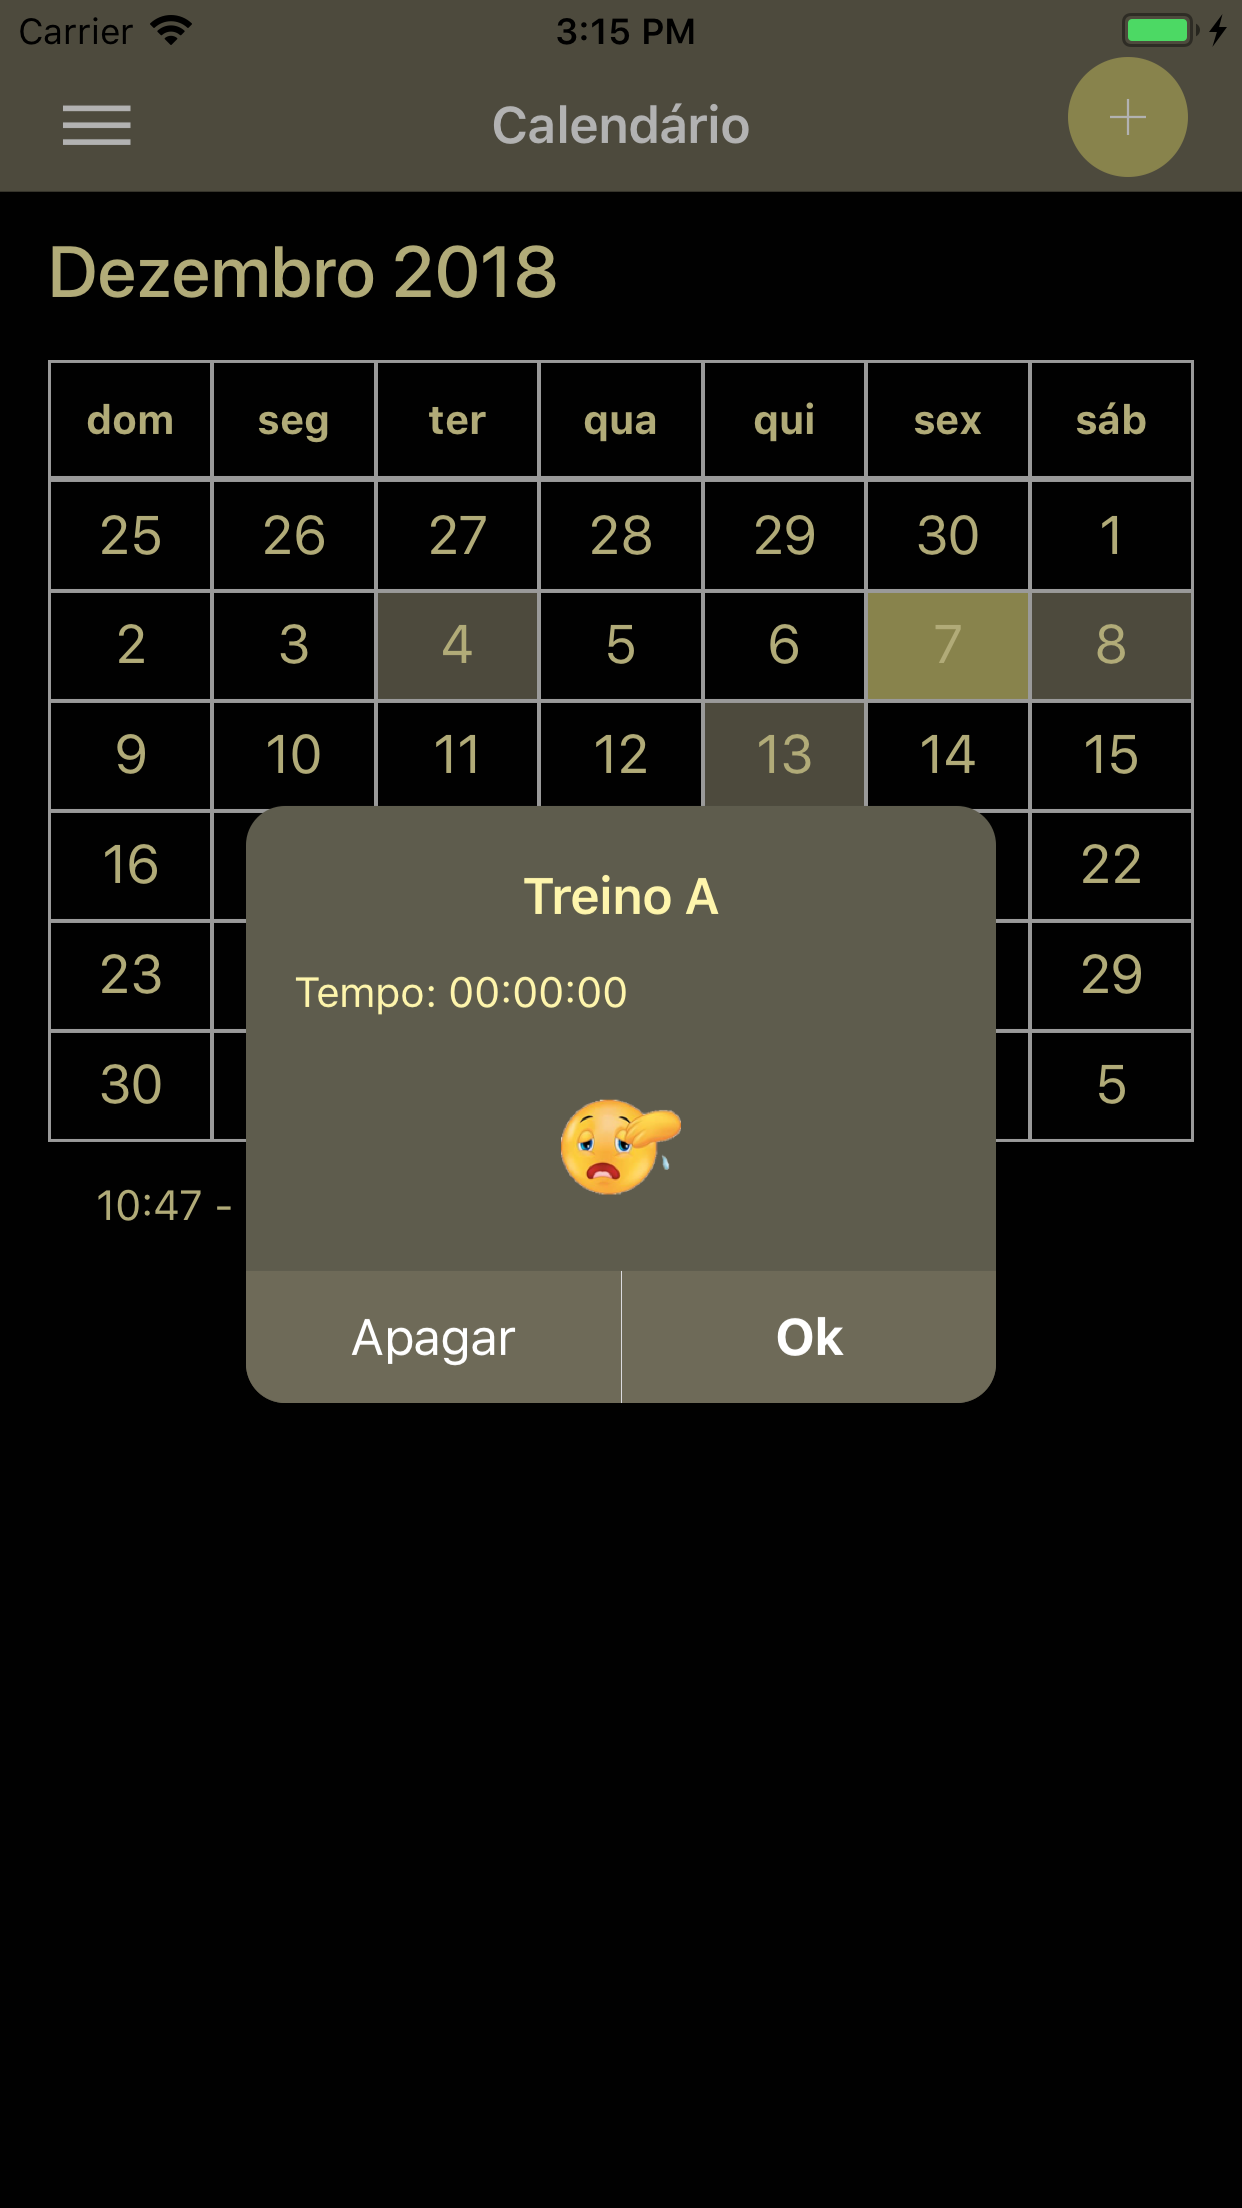 Carrier 3:15 PM
Calendário
Dezembro 2018
dom seg ter qua qui sex sáb
25 26 27 28 29 30 1
2 3 4 5 6 7 8
9 10 11 12 13 14 15
16 22
23 29
30 5
Treino A
Tempo: 00:00:00
10:47 -
Apagar Ok